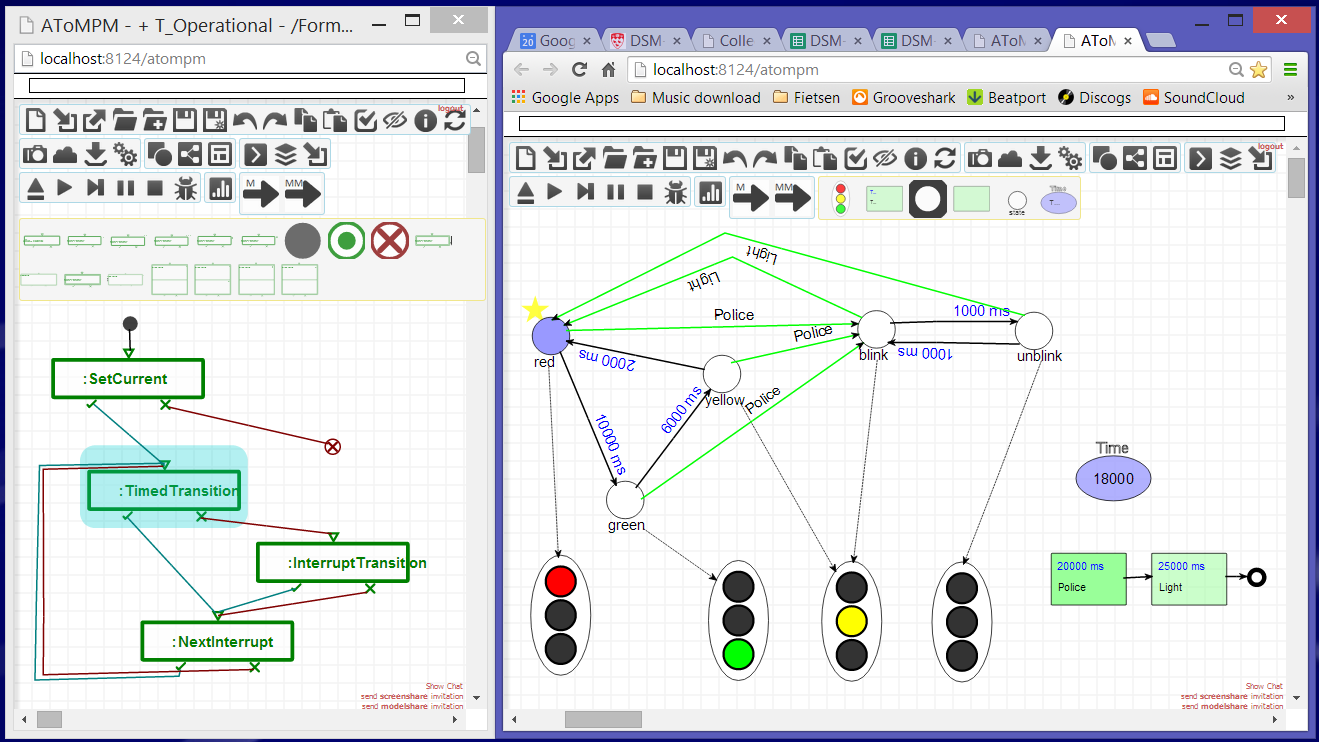 AToMPM - + T_Operational - /Form...
localhost:8124/atompm
logout
M
MM
:SetCurrent
:TimedTransition
:InterruptTransition
:NextInterrupt
Show Chat
send screenshare invitation
send modelshare invitation
20
Goog
DSM-
Colle
DSM-
DSM-
AToM
AToM
localhost:8124/atompm
Google Apps
Music download
Fietsen
Grooveshark
Beatport
Discogs
SoundCloud
»
logout
M
MM
T...
T...
state
Time
T...
Light
Light
Police
1000 ms
Police
1000 ms
red
2000 ms
blink
unblink
yellow
Police
6000 ms
10000 ms
green
Time
18000
20000 ms
Police
25000 ms
Light
Show Chat
send screenshare invitation
send modelshare invitation